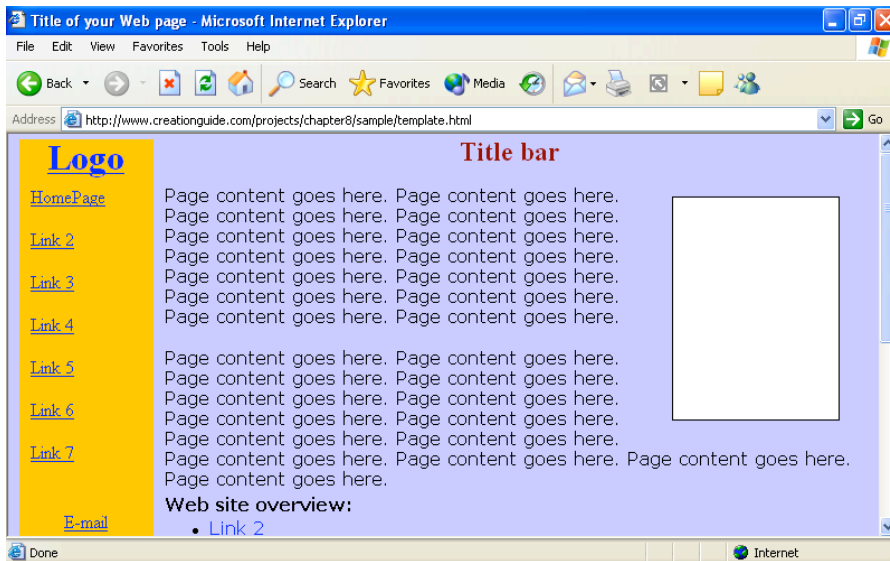 Title of your Web page - Microsoft Internet Explorer
File Edit View Favorites Tools Help
Back Search Favorites Media
Address http://www.creationguide.com/projects/chapter8/sample/template.html Go
Logo
HomePage
Link 2
Link 3
Link 4
Link 5
Link 6
Link 7
E-mail
Title bar
Page content goes here. Page content goes here.
Page content goes here. Page content goes here.
Page content goes here. Page content goes here.
Page content goes here. Page content goes here.
Page content goes here. Page content goes here.
Page content goes here. Page content goes here.
Page content goes here. Page content goes here.
Page content goes here. Page content goes here.
Page content goes here. Page content goes here.
Page content goes here. Page content goes here.
Page content goes here. Page content goes here.
Page content goes here. Page content goes here.
Page content goes here. Page content goes here. Page content goes here.
Page content goes here.
Web site overview:
• Link 2
Done Internet